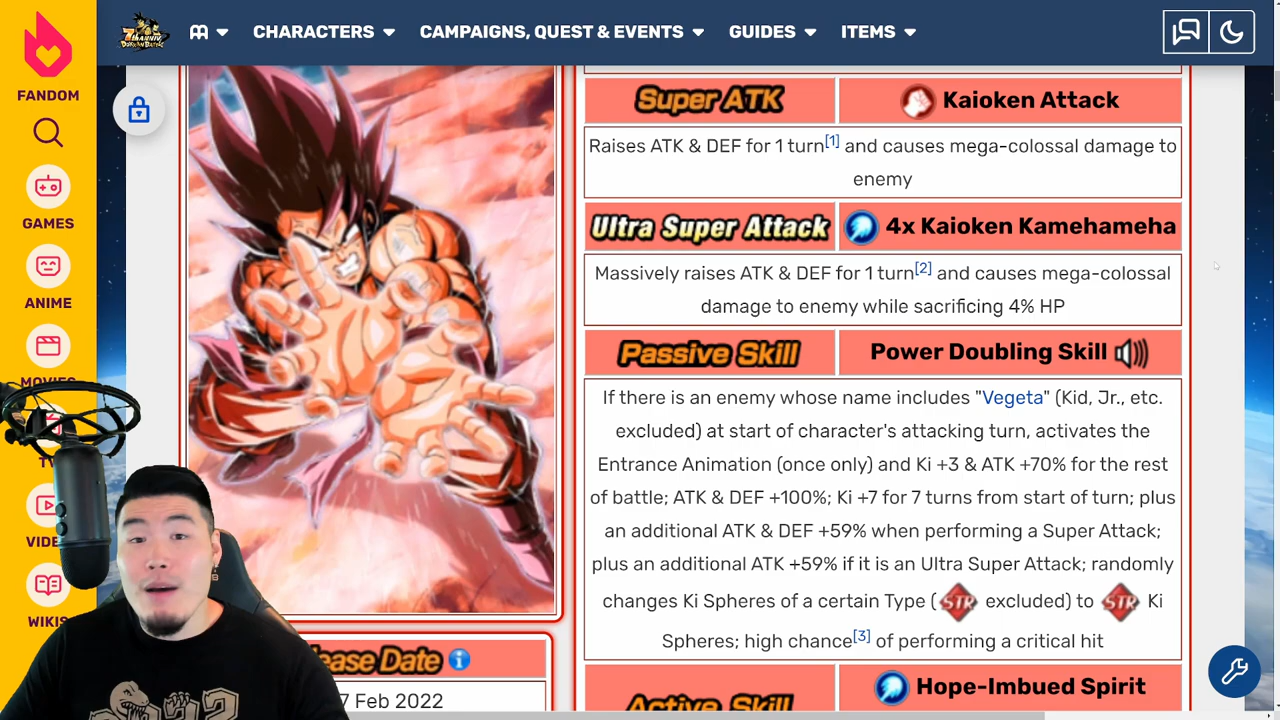 FANDOM
GAMES
ANIME
MOVIES
WIKIS
CHARACTERS
CAMPAIGNS, QUEST & EVENTS
GUIDES
ITEMS
Super ATK
Kaioken Attack
Raises ATK & DEF for 1 turn[1] and causes mega-colossal damage to
enemy
Ultra Super Attack
4x Kaioken Kamehameha
Massively raises ATK & DEF for 1 turn[2] and causes mega-colossal
damage to enemy while sacrificing 4% HP
Passive Skill
Power Doubling Skill
If there is an enemy whose name includes "Vegeta" (Kid, Jr., etc.
excluded) at start of character's attacking turn, activates the
Entrance Animation (once only) and Ki +3 & ATK +70% for the rest
of battle; ATK & DEF +100%; Ki +7 for 7 turns from start of turn; plus
an additional ATK & DEF +59% when performing a Super Attack;
plus an additional ATK +59% if it is an Ultra Super Attack; randomly
changes Ki Spheres of a certain Type (STR excluded) to STR Ki
Spheres; high chance[3] of performing a critical hit
Active Skill
Hope-Imbued Spirit
ease Date
7 Feb 2022